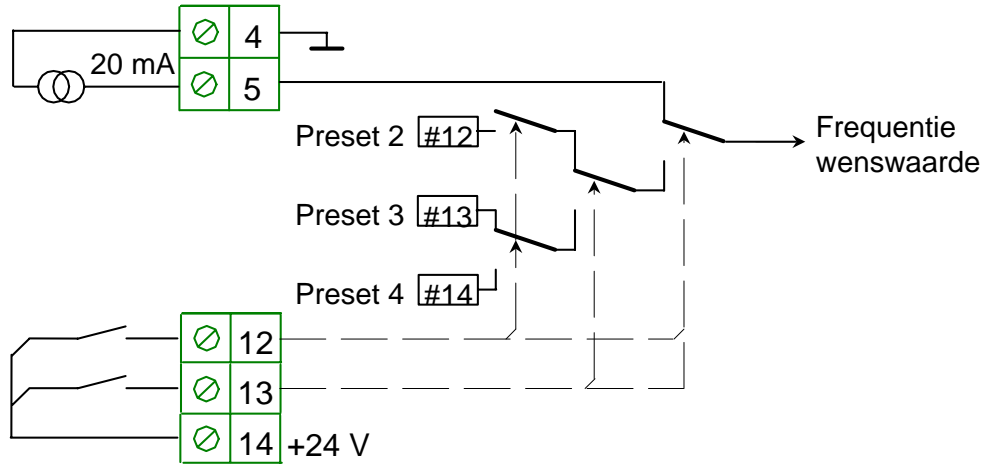 4
20 mA
5
Preset 2 #12
Frequentie
wenswaarde
Preset 3 #13
Preset 4 #14
12
13
14 +24 V